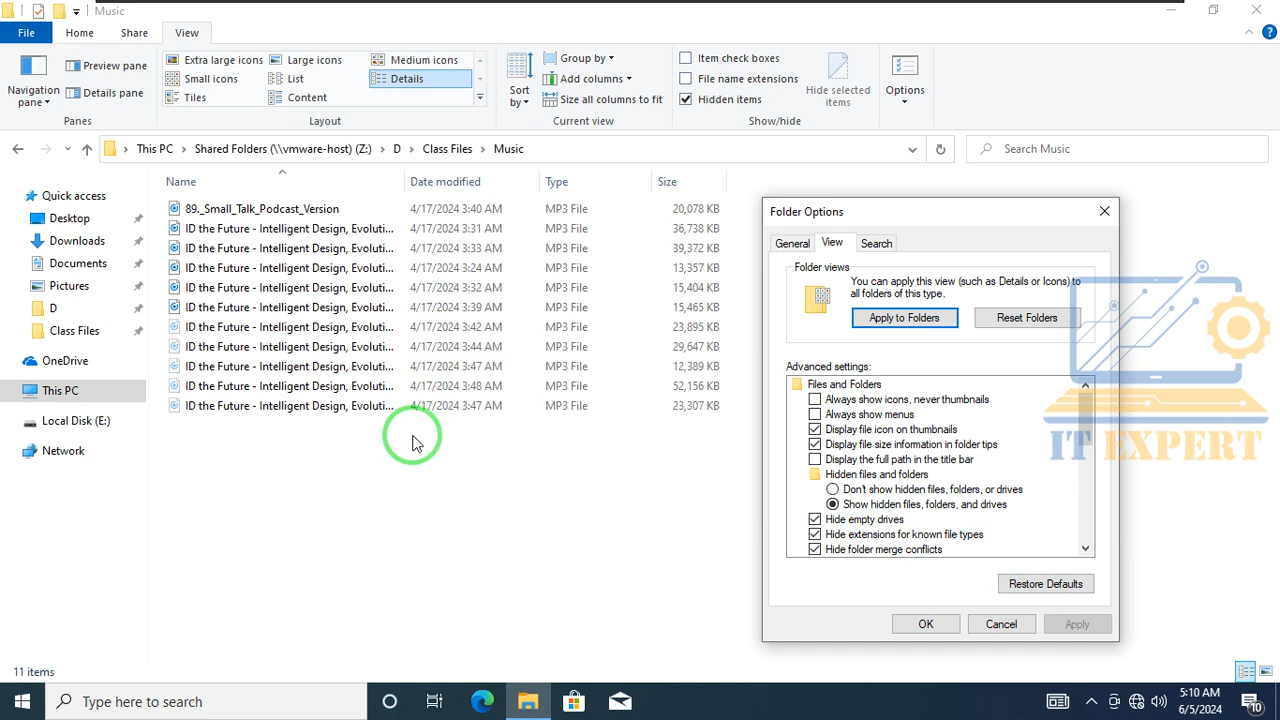 Music
File Home Share View
Navigation pane
Preview pane
Details pane
Panes
Extra large icons Large icons Medium icons
Small icons List Details
Tiles Content
Layout
Sort by
Group by
Add columns
Size all columns to fit
Current view
Item check boxes
File name extensions
Hidden items
Hide selected items
Show/hide
Options
This PC > Shared Folders (\\vmware-host) (Z:) > D > Class Files > Music
Search Music
Quick access
Desktop
Downloads
Documents
Pictures
D
Class Files
OneDrive
This PC
Local Disk (E:)
Network
Name Date modified Type Size
89._Small_Talk_Podcast_Version 4/17/2024 3:40 AM MP3 File 20,078 KB
ID the Future - Intelligent Design, Evoluti... 4/17/2024 3:31 AM MP3 File 36,738 KB
ID the Future - Intelligent Design, Evoluti... 4/17/2024 3:33 AM MP3 File 39,372 KB
ID the Future - Intelligent Design, Evoluti... 4/17/2024 3:24 AM MP3 File 13,357 KB
ID the Future - Intelligent Design, Evoluti... 4/17/2024 3:32 AM MP3 File 15,404 KB
ID the Future - Intelligent Design, Evoluti... 4/17/2024 3:39 AM MP3 File 15,465 KB
ID the Future - Intelligent Design, Evoluti... 4/17/2024 3:42 AM MP3 File 23,895 KB
ID the Future - Intelligent Design, Evoluti... 4/17/2024 3:44 AM MP3 File 29,647 KB
ID the Future - Intelligent Design, Evoluti... 4/17/2024 3:47 AM MP3 File 12,389 KB
ID the Future - Intelligent Design, Evoluti... 4/17/2024 3:48 AM MP3 File 52,156 KB
ID the Future - Intelligent Design, Evoluti... 4/17/2024 3:47 AM MP3 File 23,307 KB
Folder Options
General View Search
Folder views
You can apply this view (such as Details or Icons) to
all folders of this type.
Apply to Folders Reset Folders
Advanced settings:
Files and Folders
Always show icons, never thumbnails
Always show menus
Display file icon on thumbnails
Display file size information in folder tips
Display the full path in the title bar
Hidden files and folders
Don't show hidden files, folders, or drives
Show hidden files, folders, and drives
Hide empty drives
Hide extensions for known file types
Hide folder merge conflicts
Restore Defaults
OK Cancel Apply
IT EXPERT
11 items
Type here to search
5:10 AM
6/5/2024
10